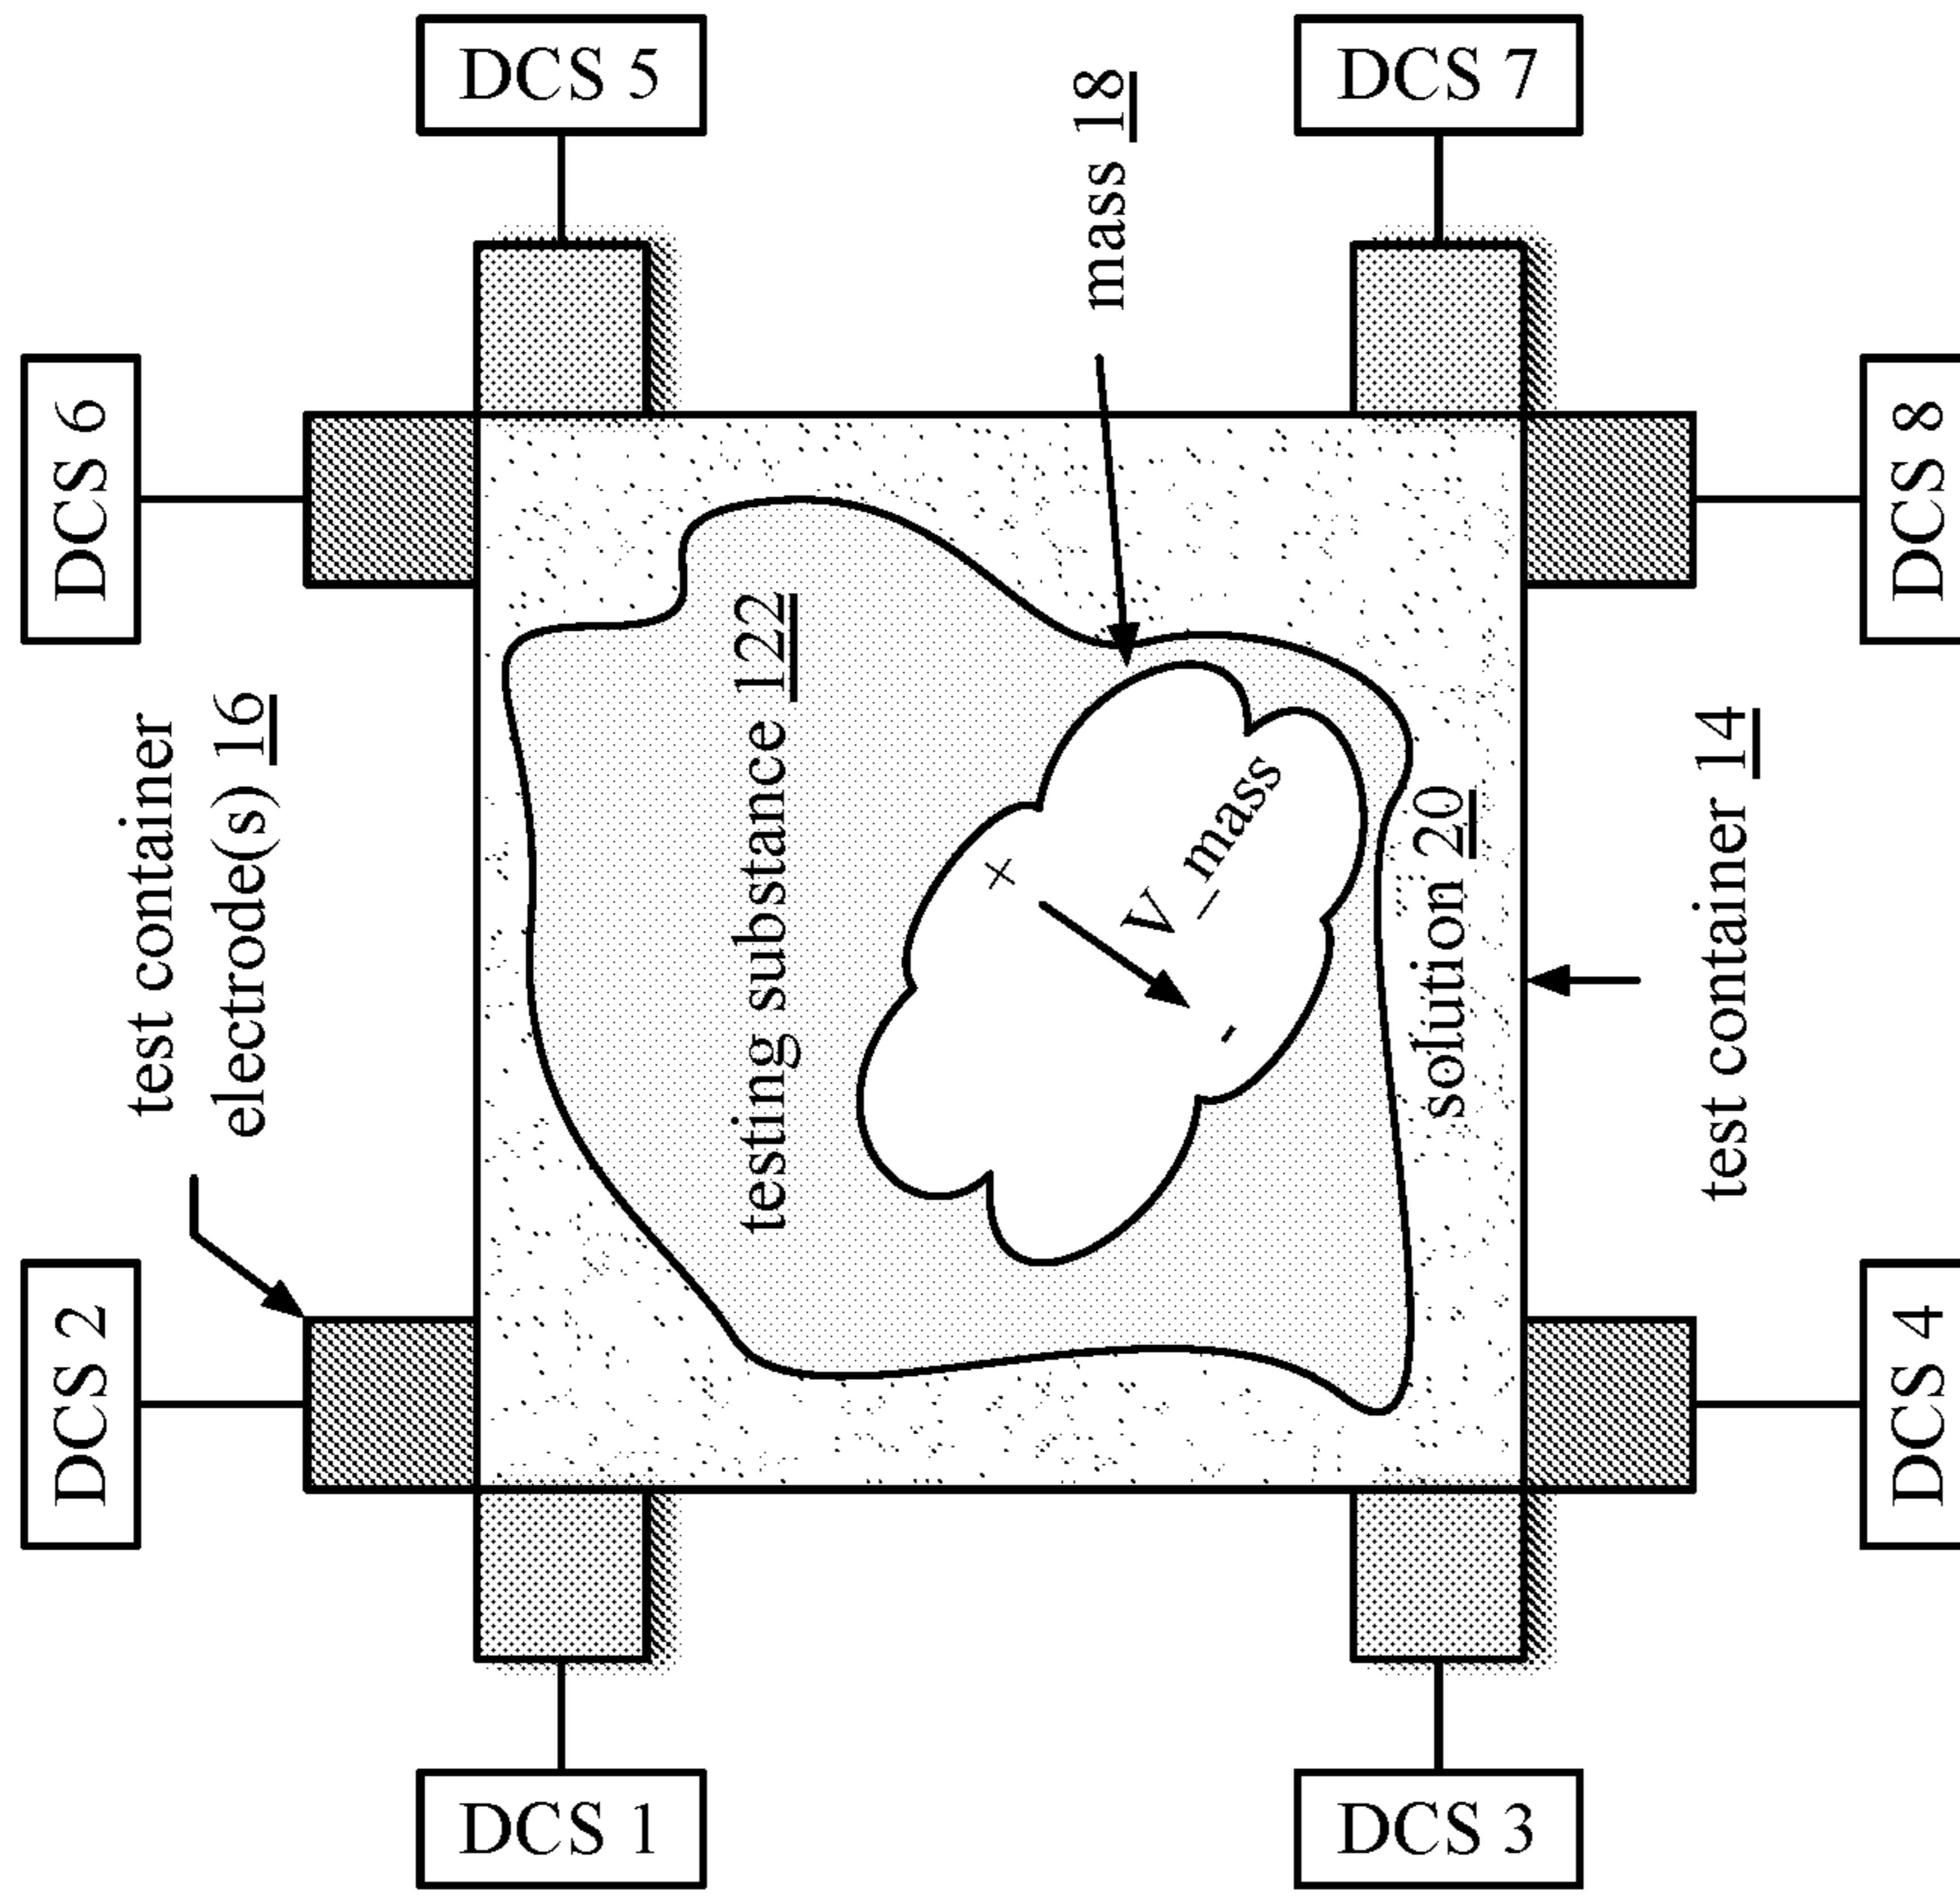 DCS 5
DCS 7
DCS 6
mass 18
DCS 8
test container
electrode(s) 16
testing substance 122
+
V_mass
-
solution 20
test container 14
DCS 2
DCS 4
DCS 1
DCS 3